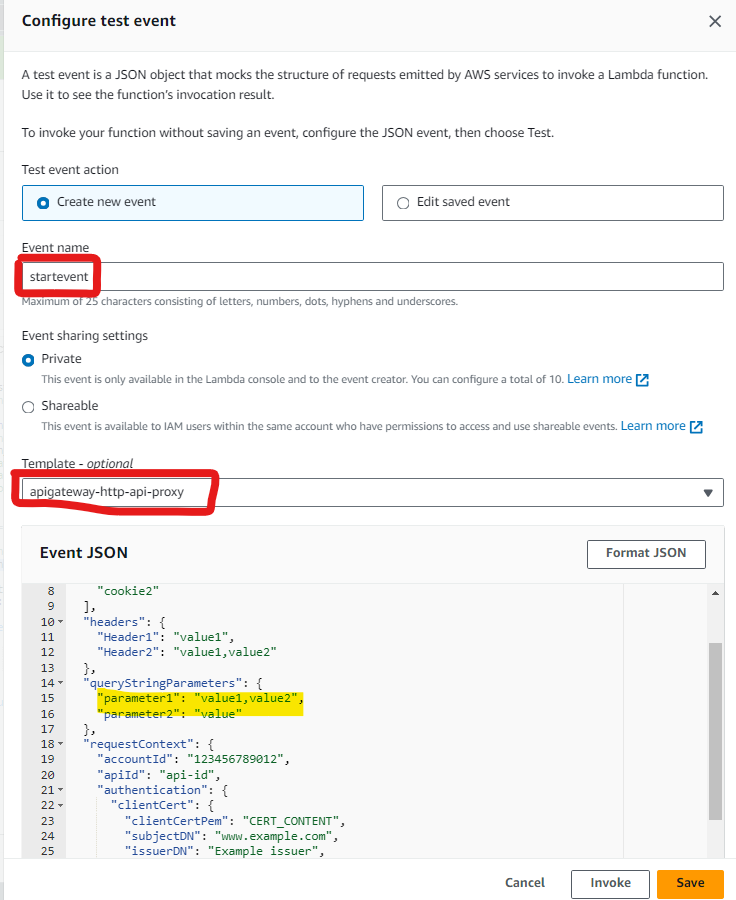 Configure test event
A test event is a JSON object that mocks the structure of requests emitted by AWS services to invoke a Lambda function.
Use it to see the function's invocation result.
To invoke your function without saving an event, configure the JSON event, then choose Test.
Test event action
Create new event
Edit saved event
Event name
startevent
Maximum of 25 characters consisting of letters, numbers, dots, hyphens and underscores.
Event sharing settings
Private
This event is only available in the Lambda console and to the event creator. You can configure a total of 10. Learn more
Shareable
This event is available to IAM users within the same account who have permissions to access and use shareable events. Learn more
Template - optional
apigateway-http-api-proxy
Event JSON
Format JSON
8 "cookie2"
9 ],
10 "headers": {
11 "Header1": "value1",
12 "Header2": "value1,value2"
13 },
14 "queryStringParameters": {
15 "parameter1": "value1,value2",
16 "parameter2": "value"
17 },
18 "requestContext": {
19 "accountId": "123456789012",
20 "apiId": "api-id",
21 "authentication": {
22 "clientCert": {
23 "clientCertPem": "CERT_CONTENT",
24 "subjectDN": "www.example.com",
25 "issuerDN": "Example issuer",
Cancel
Invoke
Save